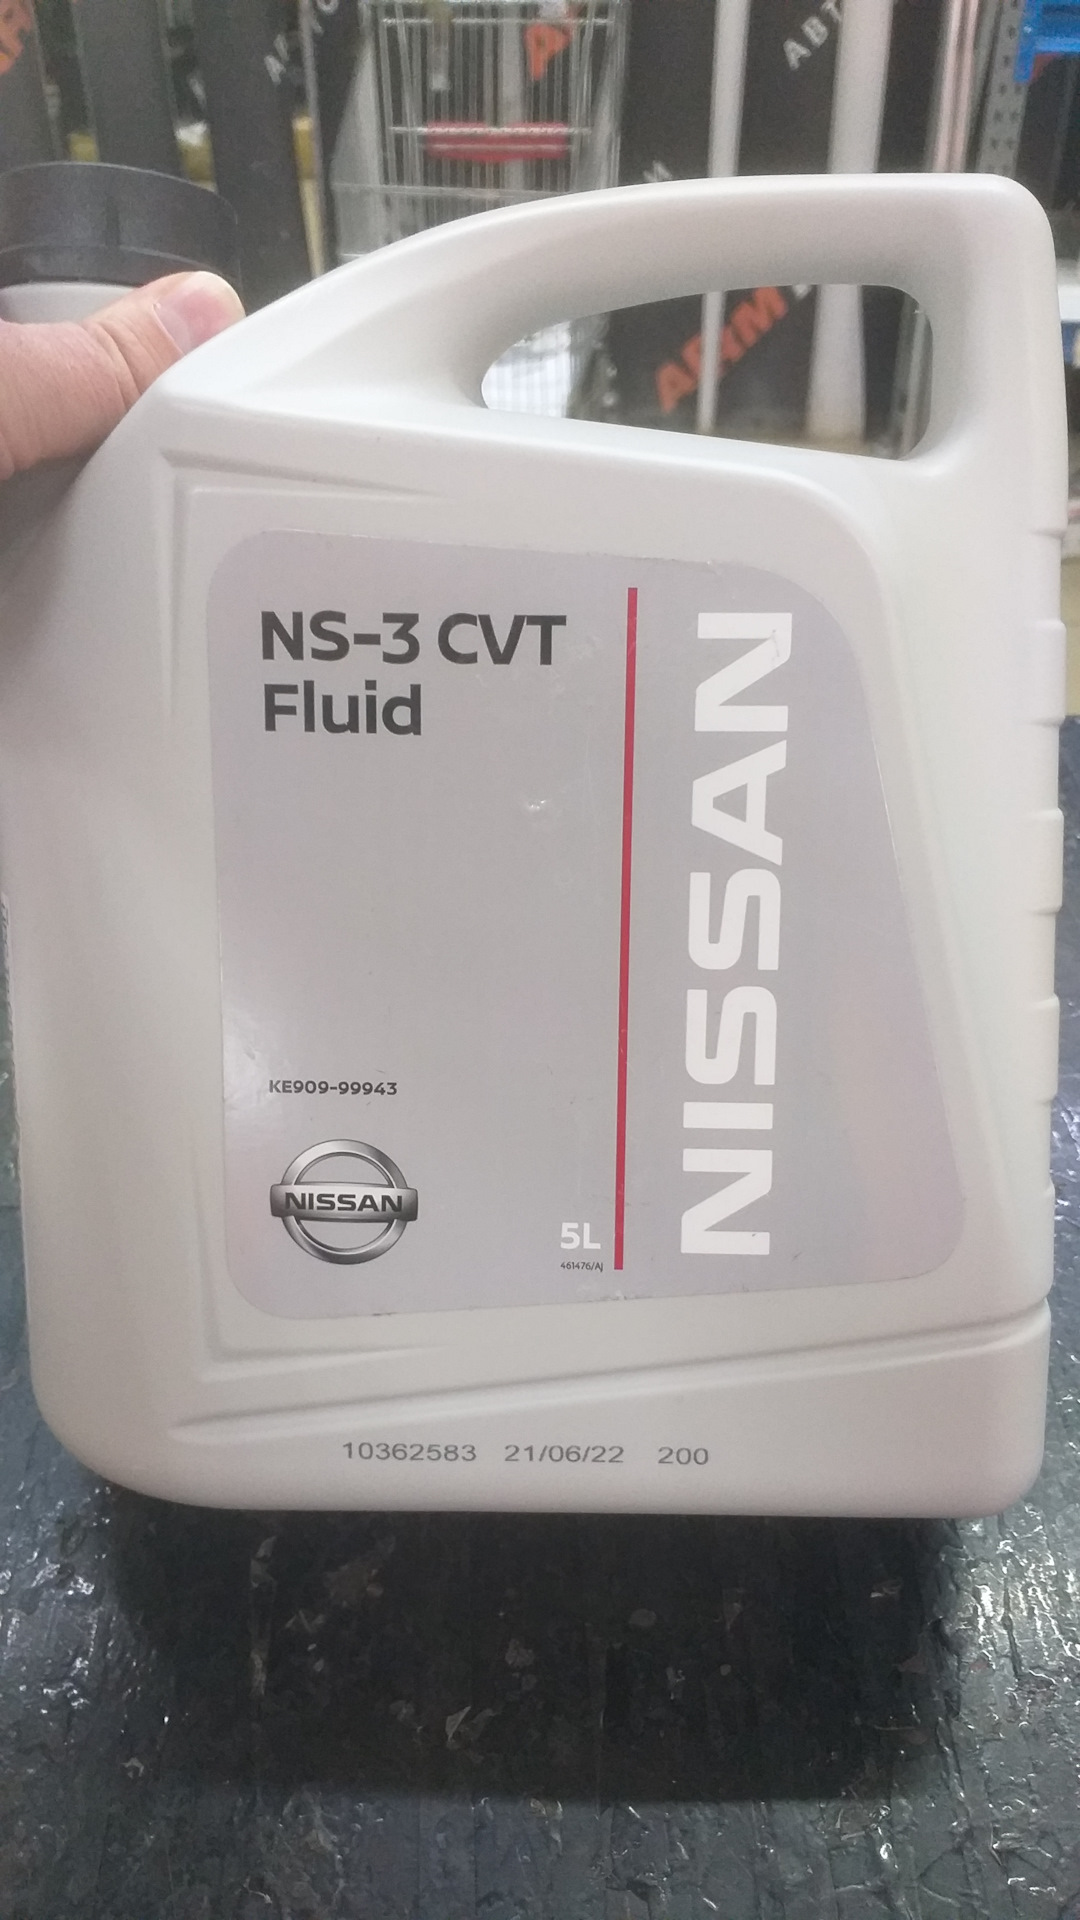 NS-3 CVT
Fluid
NISSAN
KE909-99943
NISSAN
5L
461476/AJ
10362583 21/06/22 200